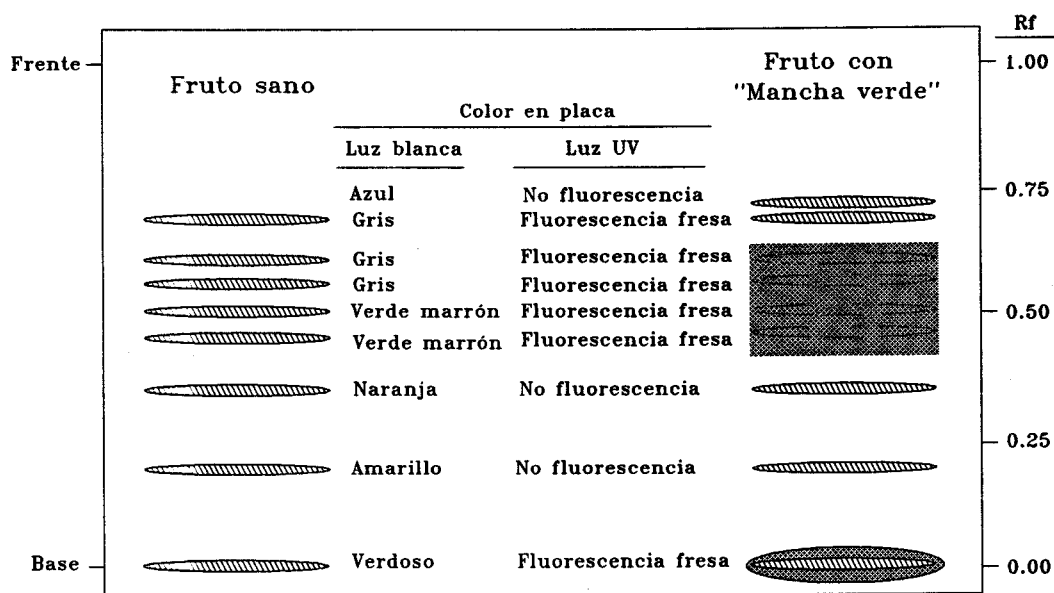 Rf
Frente
1.00
Fruto sano
Fruto con
"Mancha verde"
Color en placa
Luz blanca Luz UV
Azul No fluorescencia
0.75
Gris Fluorescencia fresa
Gris Fluorescencia fresa
Gris Fluorescencia fresa
Verde marrón Fluorescencia fresa
0.50
Verde marrón Fluorescencia fresa
Naranja No fluorescencia
0.25
Amarillo No fluorescencia
Base Verdoso Fluorescencia fresa 0.00